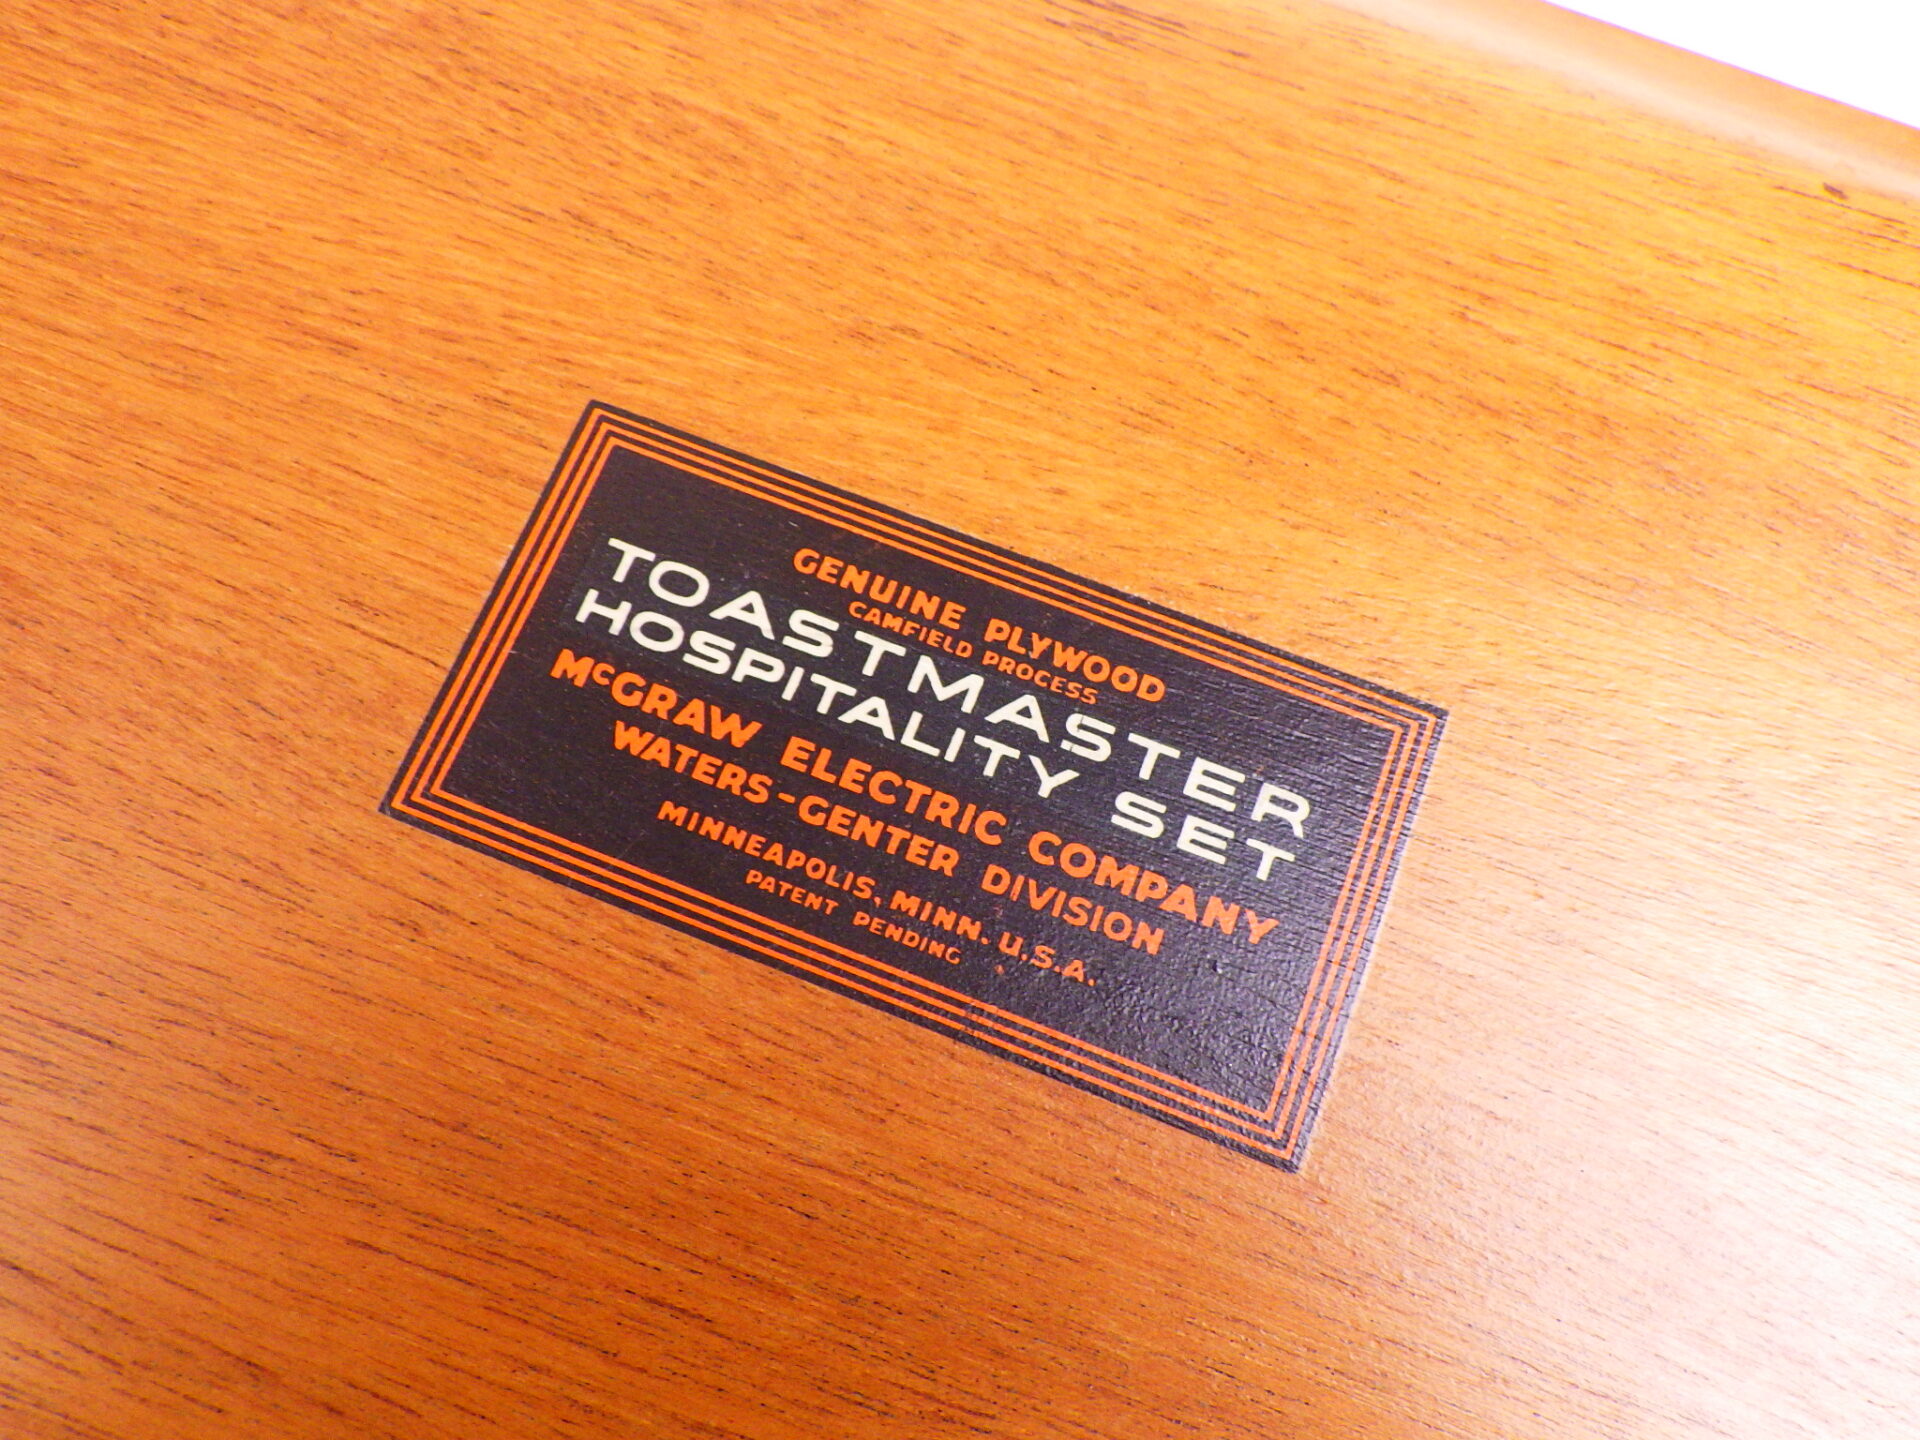 GENUINE PLYWOOD
CAMFIELD PROCESS
TOASTMASTER
HOSPITALITY SET
McGRAW ELECTRIC COMPANY
WATERS-GENTER DIVISION
MINNEAPOLIS, MINN. U.S.A.
PATENT PENDING